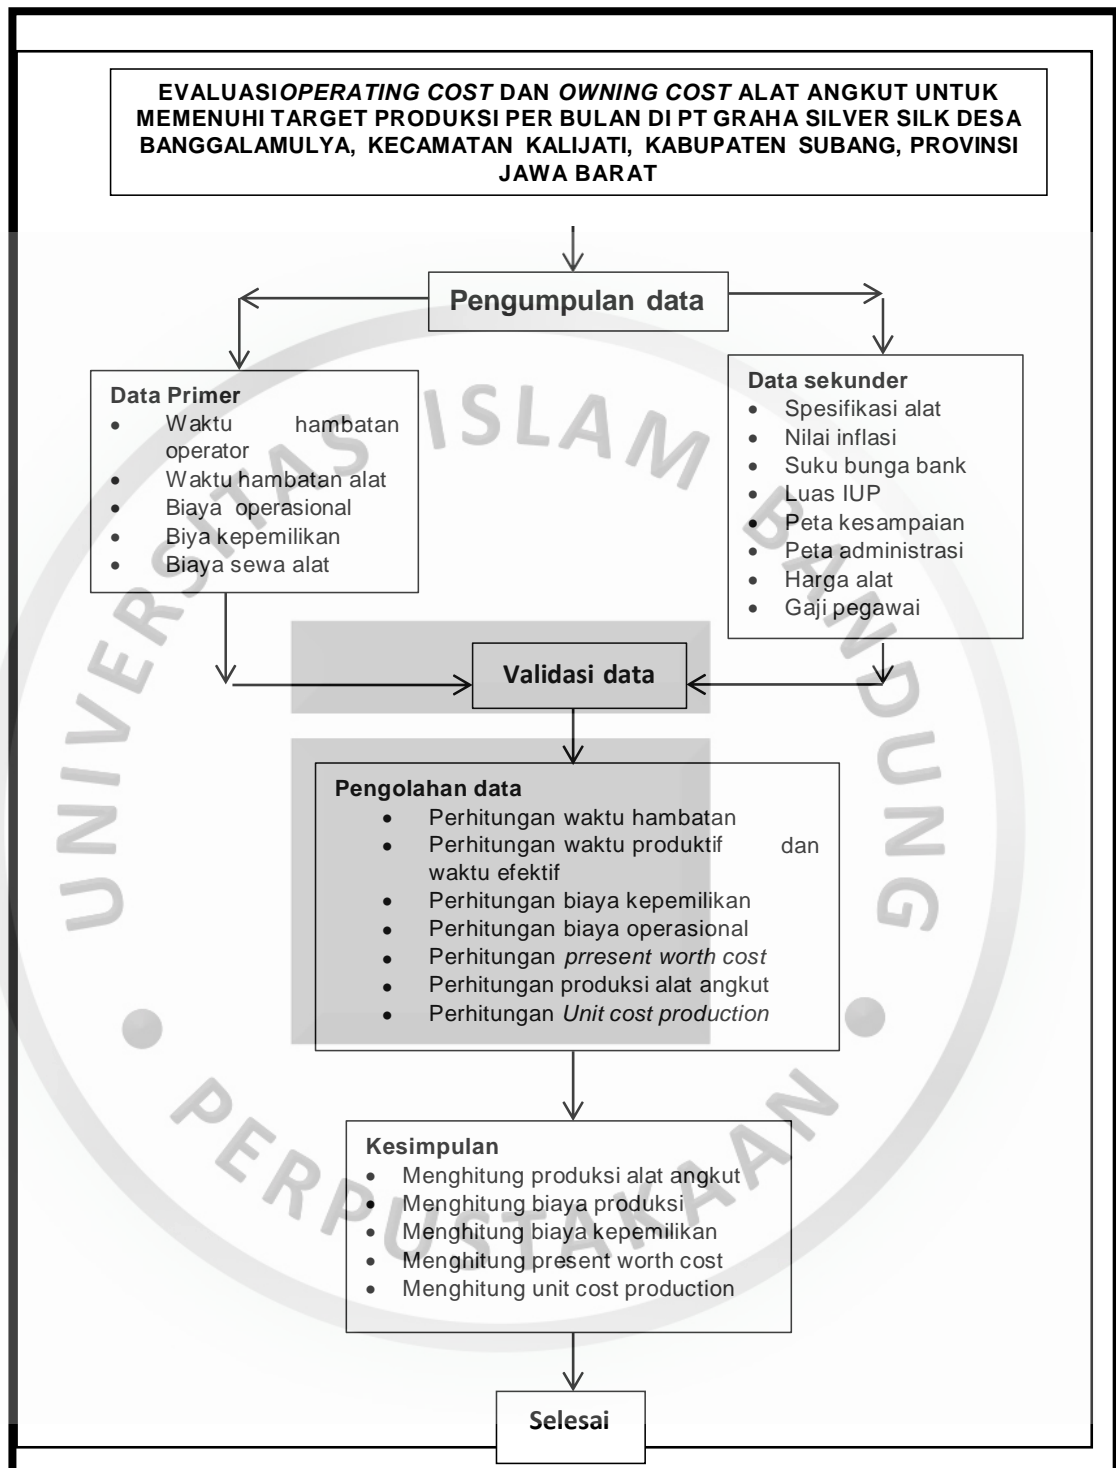 EVALUASI OPERATING COST DAN OWNING COST ALAT ANGKUT UNTUK
MEMENUHI TARGET PRODUKSI PER BULAN DI PT GRAHA SILVER SILK DESA
BANGGALAMULYA, KECAMATAN KALIJATI, KABUPATEN SUBANG, PROVINSI
JAWA BARAT
Pengumpulan data
Data Primer
• Waktu hambatan
operator
• Waktu hambatan alat
• Biaya operasional
• Biya kepemilikan
• Biaya sewa alat
Data sekunder
• Spesifikasi alat
• Nilai inflasi
• Suku bunga bank
• Luas IUP
• Peta kesampaian
• Peta administrasi
• Harga alat
• Gaji pegawai
Validasi data
Pengolahan data
• Perhitungan waktu hambatan
• Perhitungan waktu produktif dan
waktu efektif
• Perhitungan biaya kepemilikan
• Perhitungan biaya operasional
• Perhitungan prresent worth cost
• Perhitungan produksi alat angkut
• Perhitungan Unit cost production
Kesimpulan
• Menghitung produksi alat angkut
• Menghitung biaya produksi
• Menghitung biaya kepemilikan
• Menghitung present worth cost
• Menghitung unit cost production
Selesai
UNIVERSITAS ISLAM BANDUNG
• PERPUSTAKAAN •